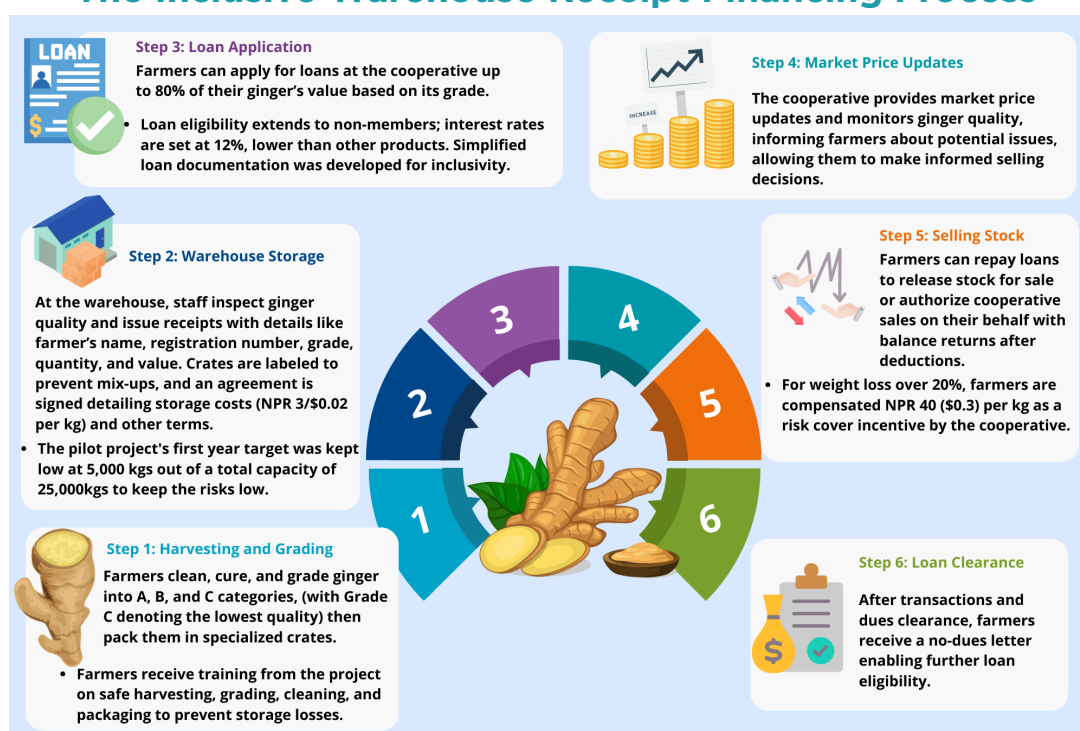 The Inclusive Warehouse Receipt Financing Process
LOAN
Step 3: Loan Application
Farmers can apply for loans at the cooperative up
to 80% of their ginger's value based on its grade.
• Loan eligibility extends to non-members; interest rates
are set at 12%, lower than other products. Simplified
loan documentation was developed for inclusivity.
$
INCREASE
Step 4: Market Price Updates
The cooperative provides market price
updates and monitors ginger quality,
informing farmers about potential issues,
allowing them to make informed selling
decisions.
Step 2: Warehouse Storage
At the warehouse, staff inspect ginger
quality and issue receipts with details like
farmer's name, registration number, grade,
quantity, and value. Crates are labeled to
prevent mix-ups, and an agreement is
signed detailing storage costs (NPR 3/$0.02
per kg) and other terms.
• The pilot project's first year target was kept
low at 5,000 kgs out of a total capacity of
25,000kgs to keep the risks low.
Step 5: Selling Stock
Farmers can repay loans
to release stock for sale
or authorize cooperative
sales on their behalf with
balance returns after
deductions.
• For weight loss over 20%, farmers are
compensated NPR 40 ($0.3) per kg as a
risk cover incentive by the cooperative.
3
4
2
5
1
6
Step 1: Harvesting and Grading
Farmers clean, cure, and grade ginger
into A, B, and C categories, (with Grade
C denoting the lowest quality) then
pack them in specialized crates.
• Farmers receive training from the project
on safe harvesting, grading, cleaning, and
packaging to prevent storage losses.
Step 6: Loan Clearance
After transactions and
dues clearance, farmers
receive a no-dues letter
enabling further loan
eligibility.
$